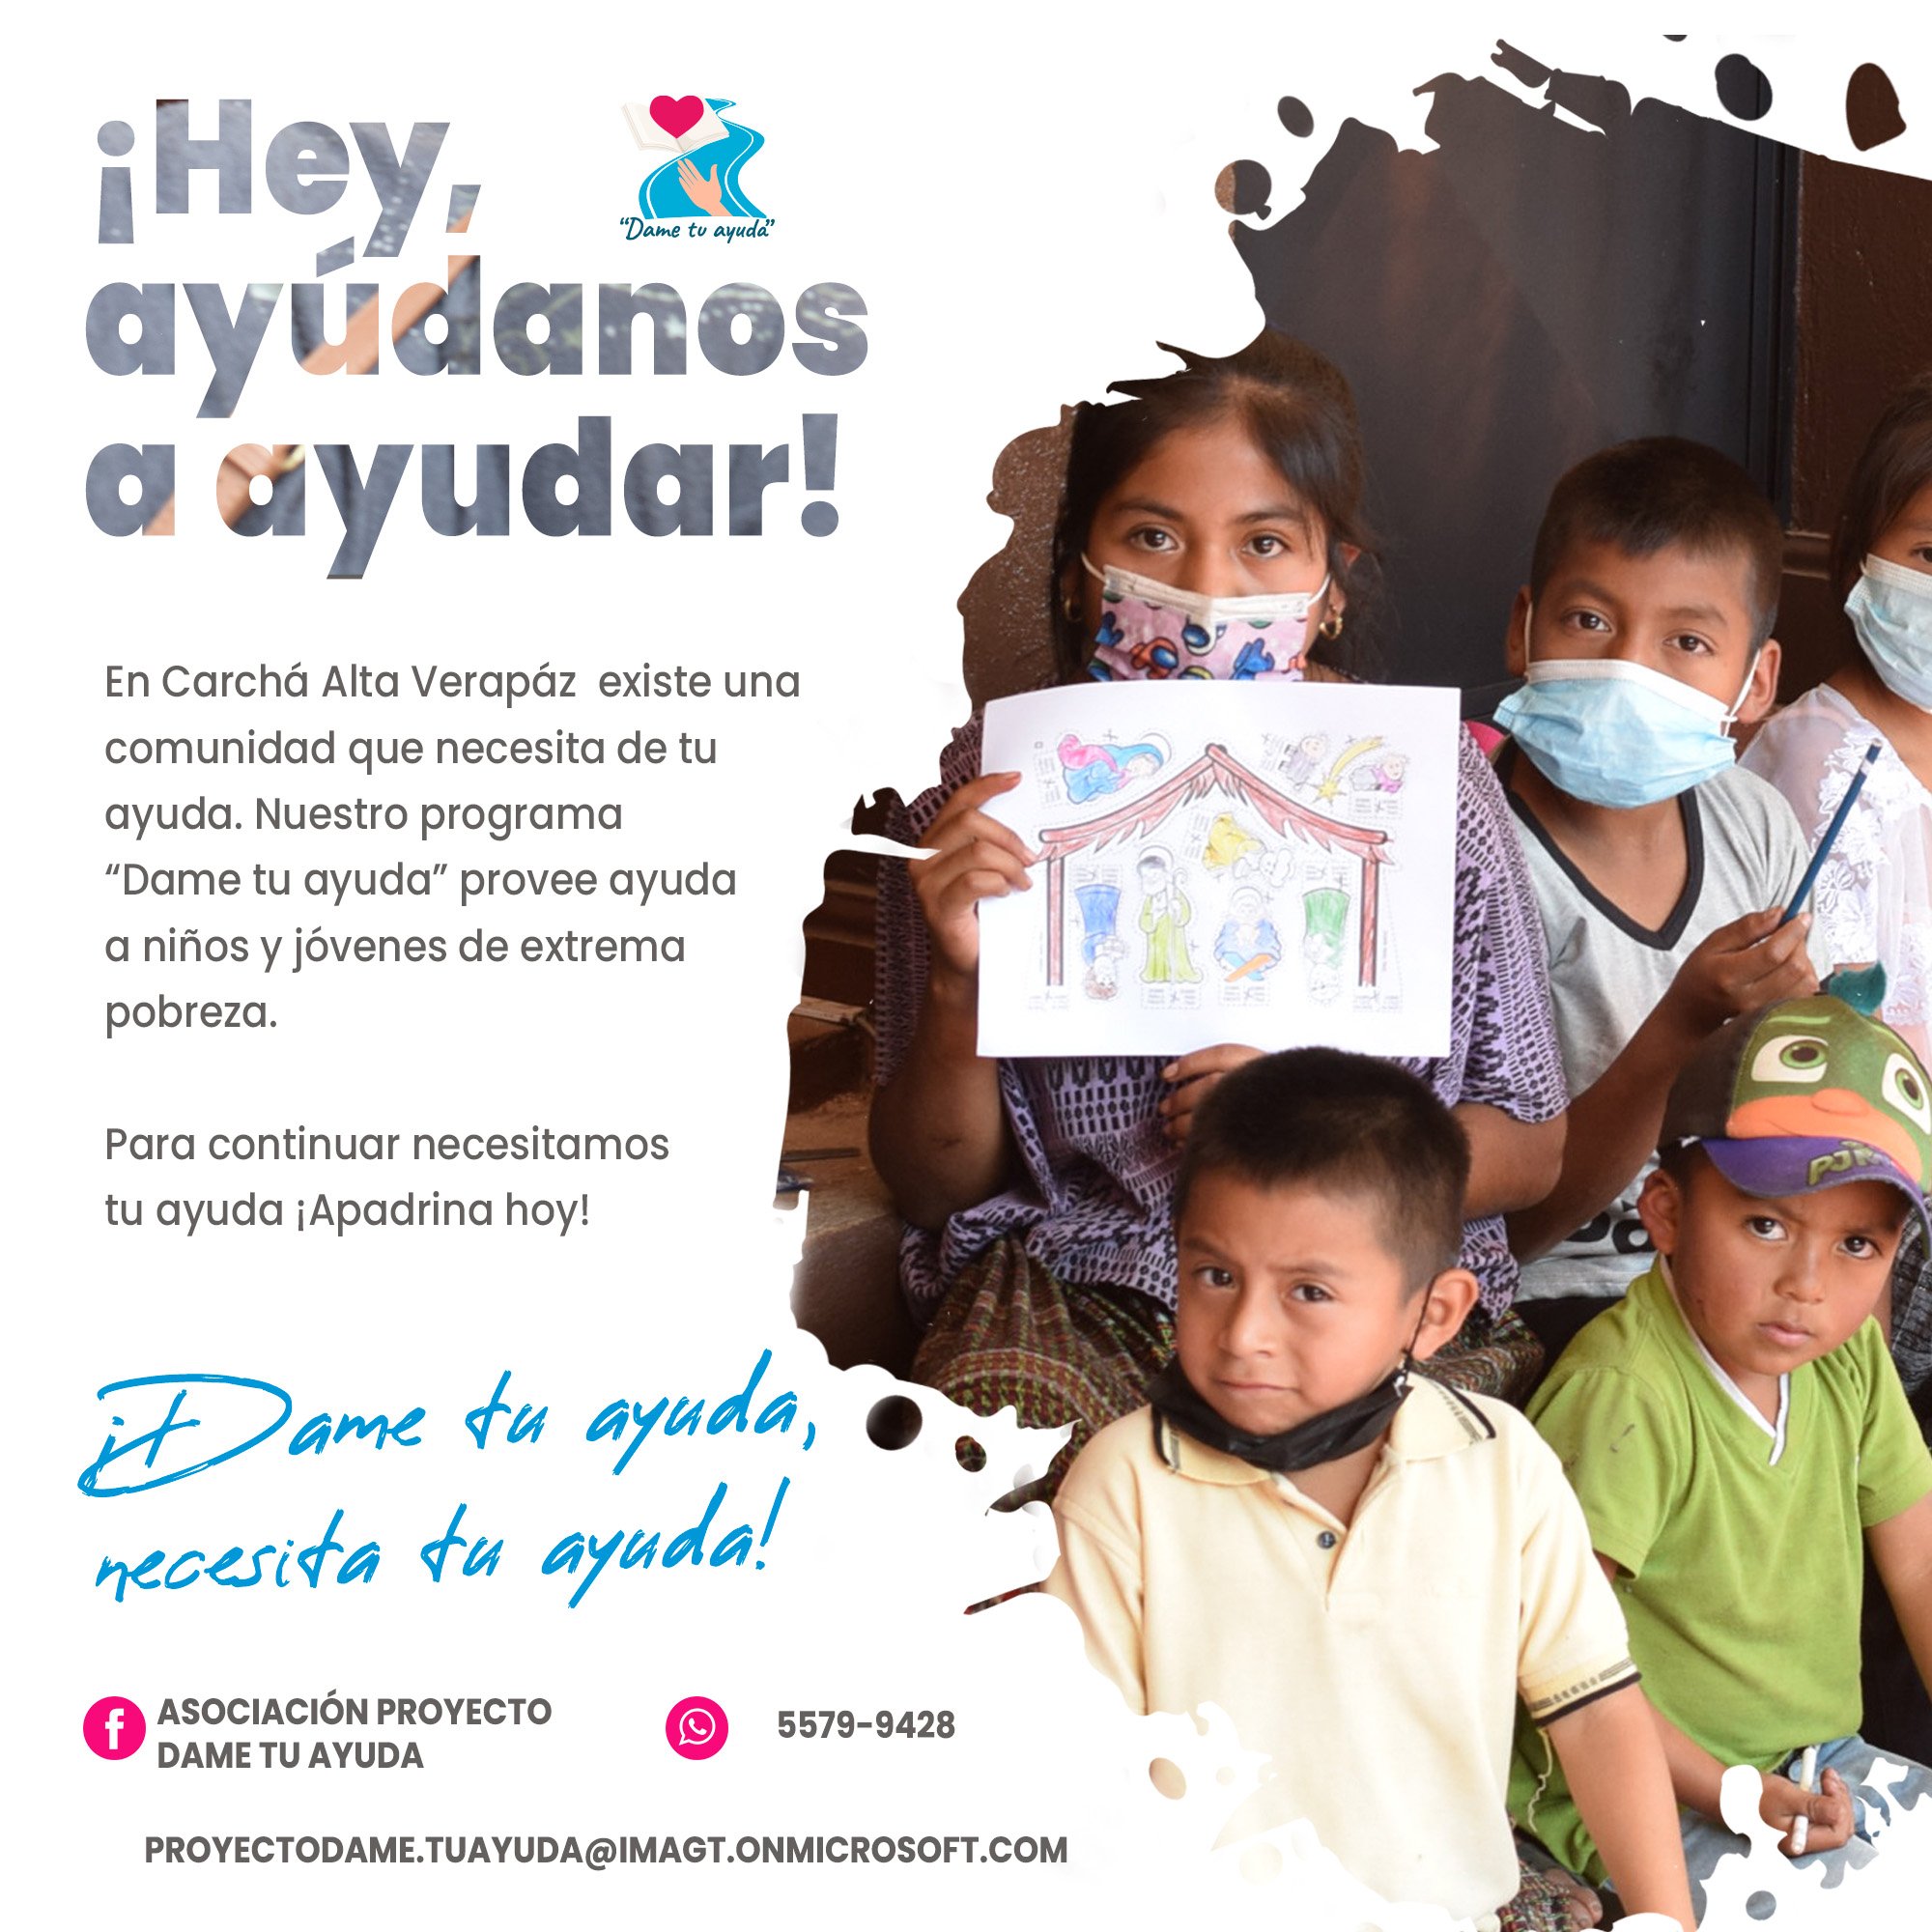 ¡Hey,
"Dame tu ayuda"
ayúdanos
a ayudar!
En Carchá Alta Verapáz existe una
comunidad que necesita de tu
ayuda. Nuestro programa
“Dame tu ayuda” provee ayuda
a niños y jóvenes de extrema
pobreza.
Para continuar necesitamos
tu ayuda ¡Apadrina hoy!
¡Dame tu ayuda,
necesita tu ayuda!
ASOCIACIÓN PROYECTO
DAME TU AYUDA
5579-9428
PROYECTODAME.TUAYUDA@IMAGT.ONMICROSOFT.COM